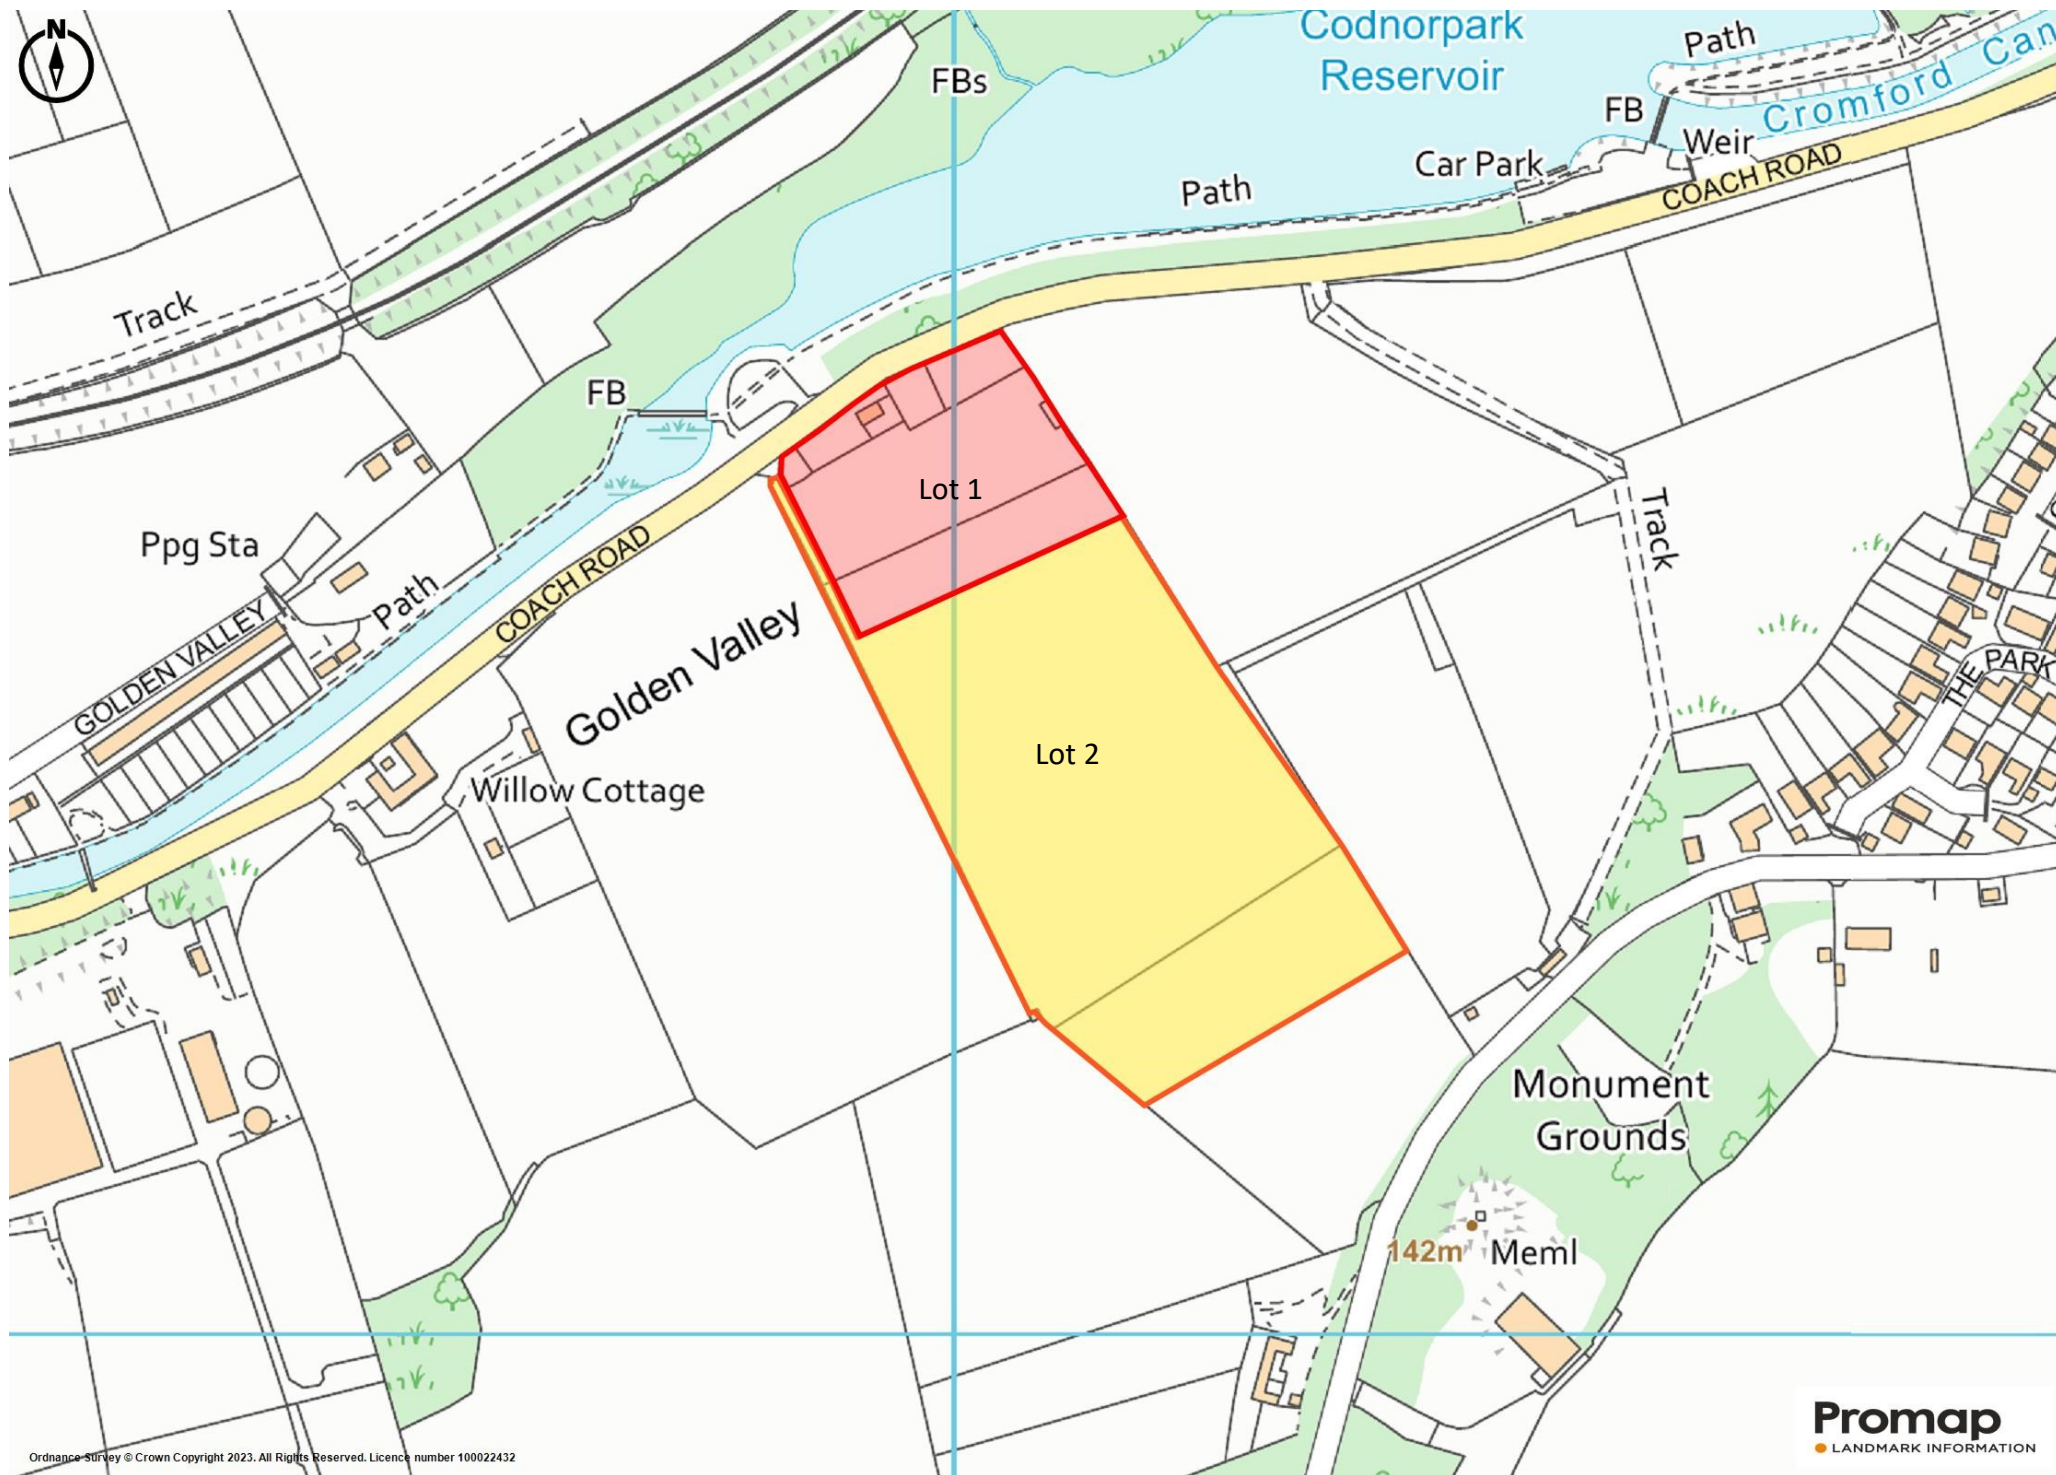 N
Codnorpark
Reservoir
Path
Cromford Can
FBs
FB
Weir
Car Park
COACH ROAD
Path
Track
FB
Lot 1
Track
Ppg Sta
Path
COACH ROAD
GOLDEN VALLEY
Golden Valley
THE PARK
Lot 2
Willow Cottage
Monument
Grounds
142m
Meml
Promap
LANDMARK INFORMATION
Ordnance Survey © Crown Copyright 2023. All Rights Reserved. Licence number 100022432